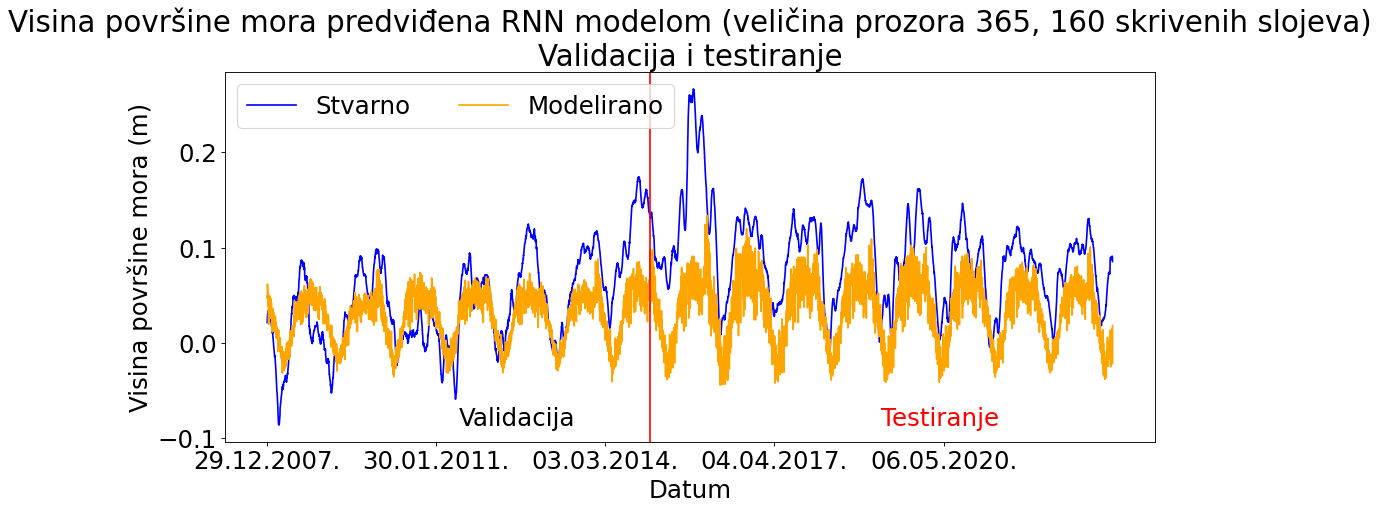 Visina površine mora predviđena RNN modelom (veličina prozora 365, 160 skrivenih slojeva)
Validacija i testiranje
Stvarno
Modelirano
Visina površine mora (m)
0.2
0.1
0.0
−0.1
Validacija
Testiranje
29.12.2007.
30.01.2011.
03.03.2014.
04.04.2017.
06.05.2020.
Datum